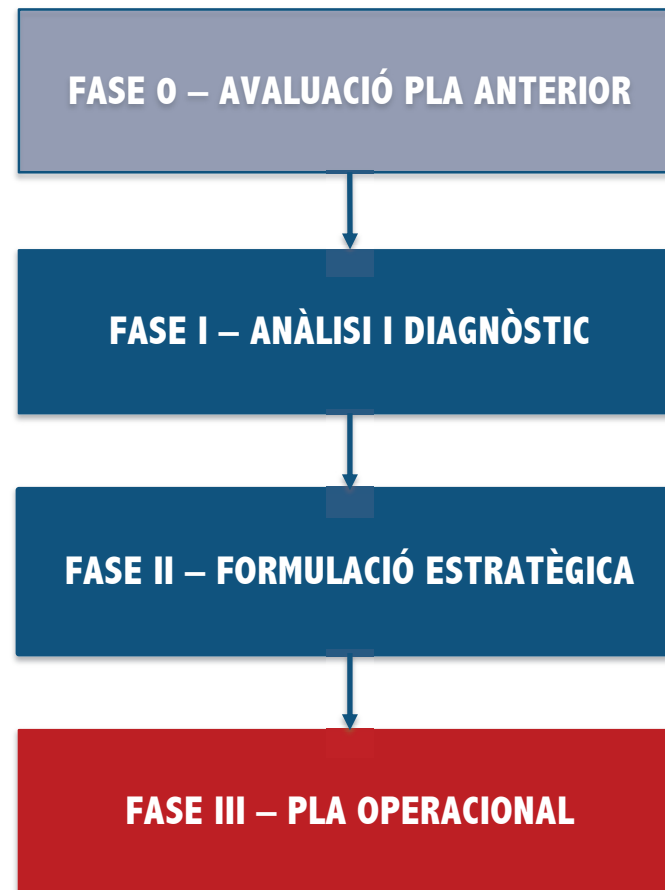 FASE 0 – AVALUACIÓ PLA ANTERIOR
FASE I – ANÀLISI I DIAGNÒSTIC
FASE II – FORMULACIÓ ESTRATÈGICA
FASE III – PLA OPERACIONAL